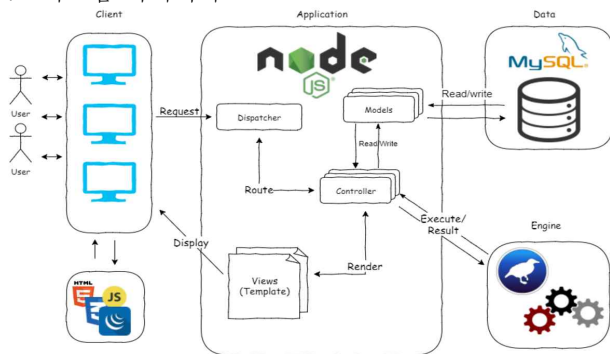 Client
Application
Data
node
JS
MySQL
Read/write
Models
Request
Dispatcher
User
Read/Write
Route
Controller
User
Execute/
Result
Engine
Display
Render
Views
(Template)
HTML
JS